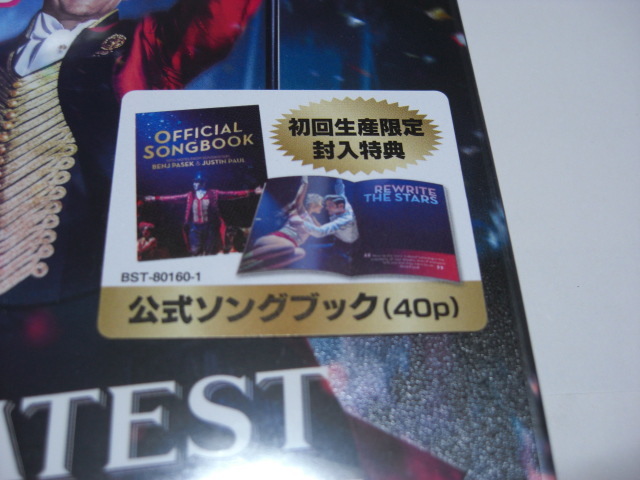 OFFICIAL
SONGBOOK
BENJ PASEK & JUSTIN PAUL
初回生産限定
封入特典
REWRITE
THE STARS
BST-80160-1
公式ソングブック(40p)
ATEST